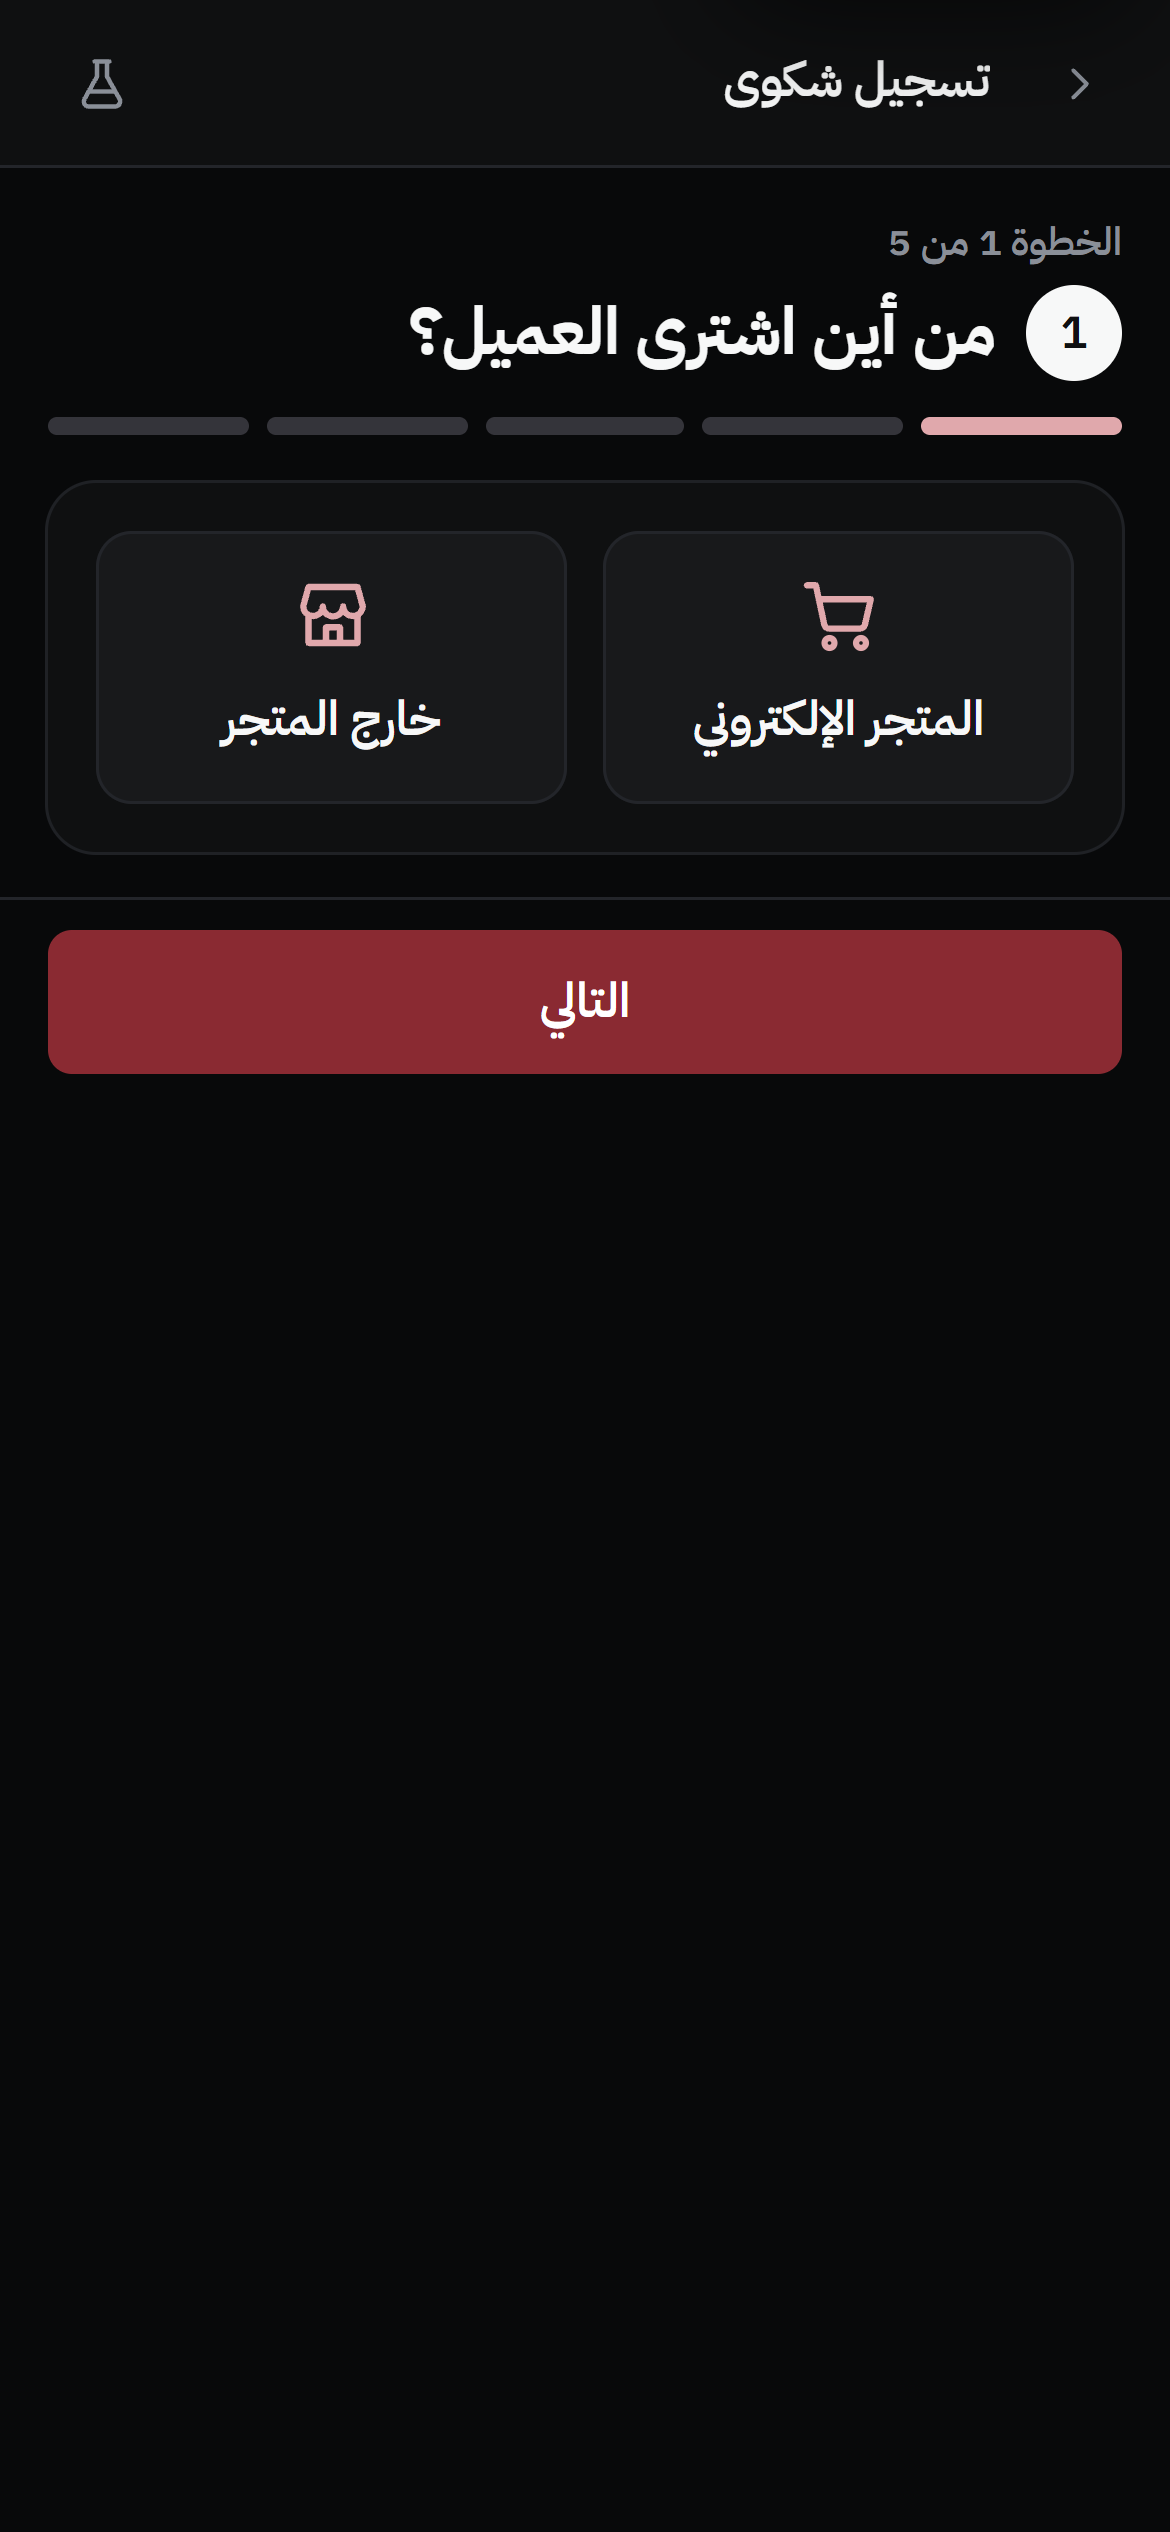 تسجيل شكوى
الخطوة 1 من 5
1
من أين اشترى العميل؟
المتجر الإلكتروني
خارج المتجر
التالي